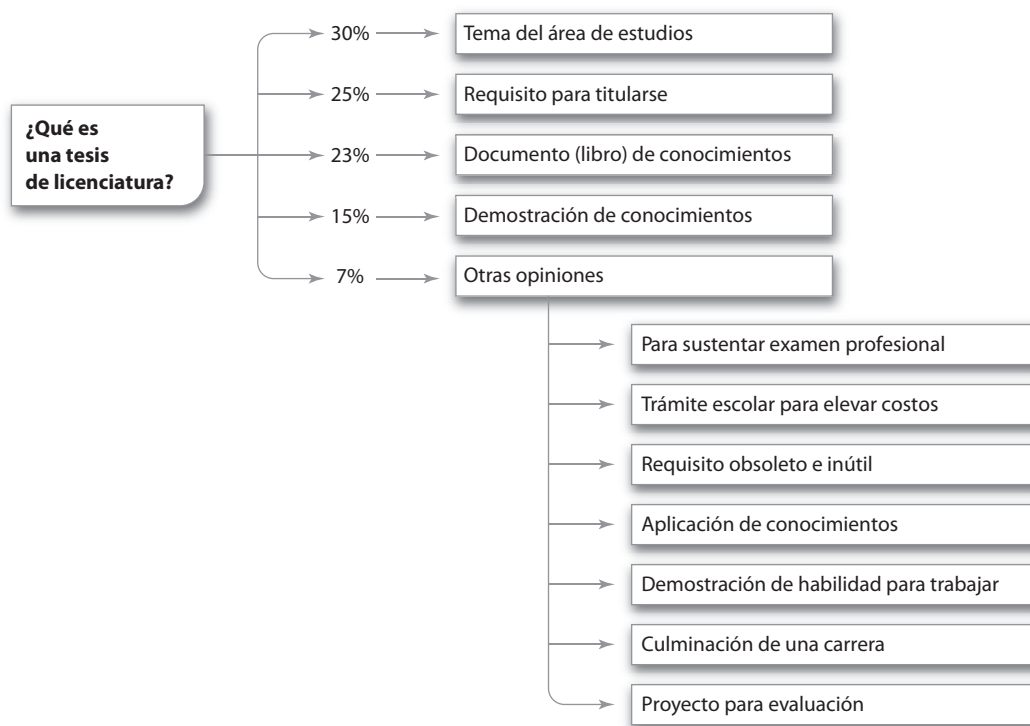 ¿Qué es
una tesis
de licenciatura?
30%
Tema del área de estudios
25%
Requisito para titularse
23%
Documento (libro) de conocimientos
15%
Demostración de conocimientos
7%
Otras opiniones
Para sustentar examen profesional
Trámite escolar para elevar costos
Requisito obsoleto e inútil
Aplicación de conocimientos
Demostración de habilidad para trabajar
Culminación de una carrera
Proyecto para evaluación